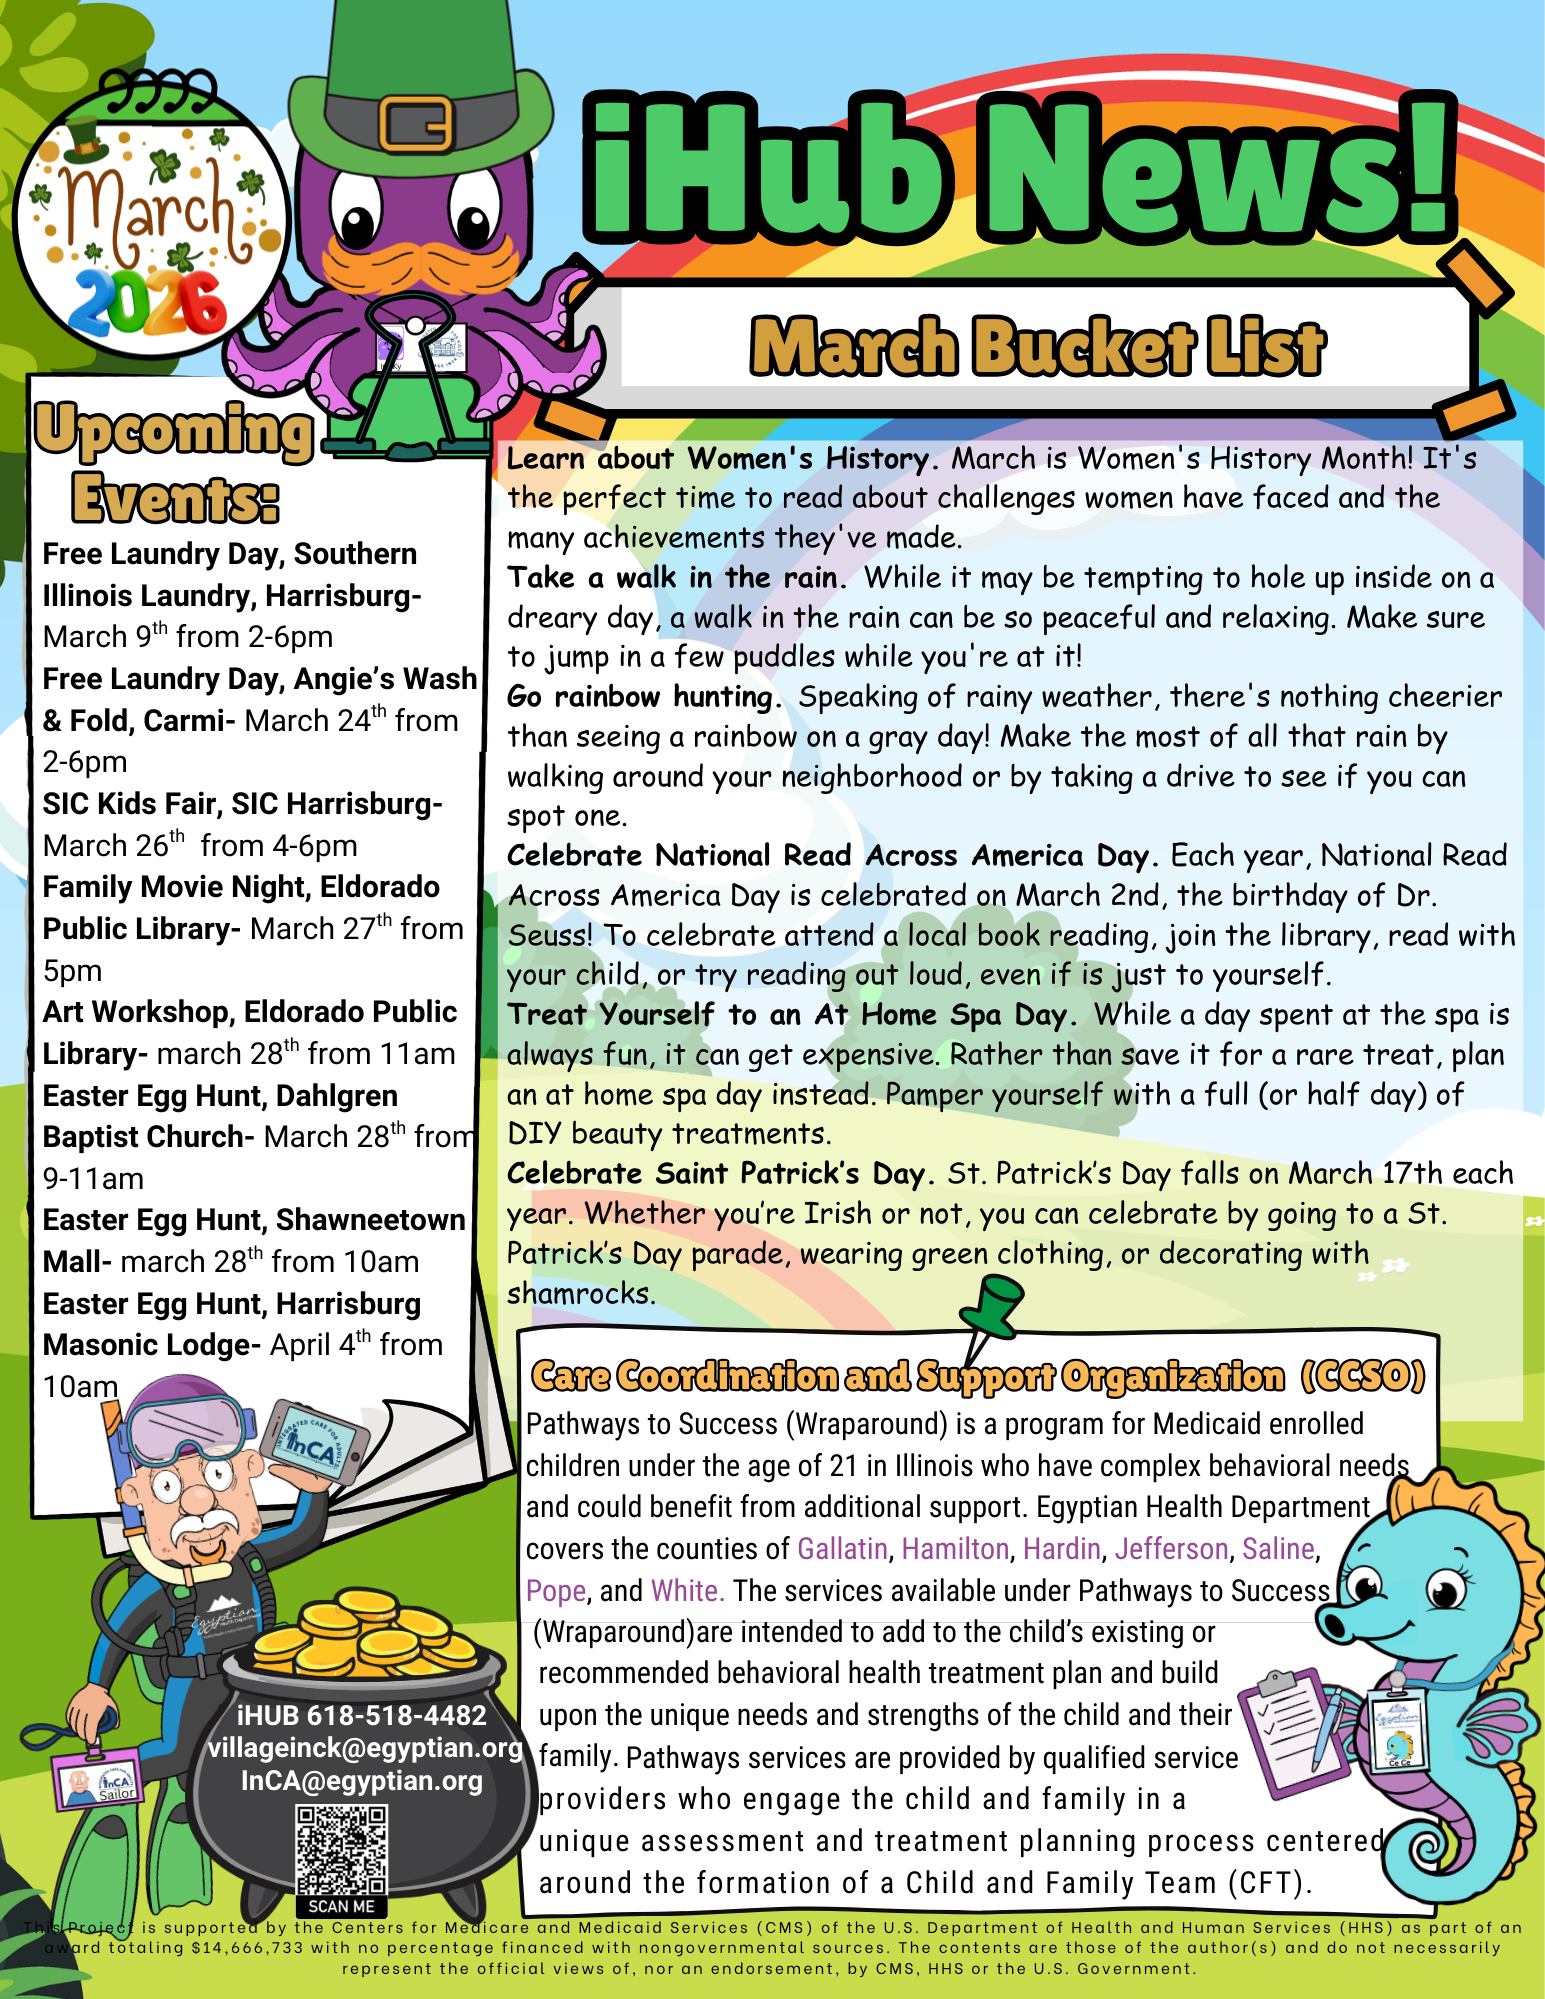 March
2026
iHub News!
March Bucket List
Upcoming
Events:
Free Laundry Day, Southern
Illinois Laundry, Harrisburg-
March 9th from 2-6pm
Free Laundry Day, Angie’s Wash
& Fold, Carmi- March 24th from
2-6pm
SIC Kids Fair, SIC Harrisburg-
March 26th from 4-6pm
Family Movie Night, Eldorado
Public Library- March 27th from
5pm
Art Workshop, Eldorado Public
Library- march 28th from 11am
Easter Egg Hunt, Dahlgren
Baptist Church- March 28th from
9-11am
Easter Egg Hunt, Shawneetown
Mall- march 28th from 10am
Easter Egg Hunt, Harrisburg
Masonic Lodge- April 4th from
10am
Learn about Women's History. March is Women's History Month! It's
the perfect time to read about challenges women have faced and the
many achievements they've made.
Take a walk in the rain. While it may be tempting to hole up inside on a
dreary day, a walk in the rain can be so peaceful and relaxing. Make sure
to jump in a few puddles while you're at it!
Go rainbow hunting. Speaking of rainy weather, there's nothing cheerier
than seeing a rainbow on a gray day! Make the most of all that rain by
walking around your neighborhood or by taking a drive to see if you can
spot one.
Celebrate National Read Across America Day. Each year, National Read
Across America Day is celebrated on March 2nd, the birthday of Dr.
Seuss! To celebrate attend a local book reading, join the library, read with
your child, or try reading out loud, even if is just to yourself.
Treat Yourself to an At Home Spa Day. While a day spent at the spa is
always fun, it can get expensive. Rather than save it for a rare treat, plan
an at home spa day instead. Pamper yourself with a full (or half day) of
DIY beauty treatments.
Celebrate Saint Patrick’s Day. St. Patrick’s Day falls on March 17th each
year. Whether you’re Irish or not, you can celebrate by going to a St.
Patrick’s Day parade, wearing green clothing, or decorating with
shamrocks.
Care Coordination and Support Organization (CCSO)
Pathways to Success (Wraparound) is a program for Medicaid enrolled
children under the age of 21 in Illinois who have complex behavioral needs
and could benefit from additional support. Egyptian Health Department
covers the counties of Gallatin, Hamilton, Hardin, Jefferson, Saline,
Pope, and White. The services available under Pathways to Success
(Wraparound)are intended to add to the child’s existing or
recommended behavioral health treatment plan and build
upon the unique needs and strengths of the child and their
family. Pathways services are provided by qualified service
providers who engage the child and family in a
unique assessment and treatment planning process centered
around the formation of a Child and Family Team (CFT).
INTEGRATED CARE FOR ADULTS
InCA
Egyptian
Health Department
InCA
Sailor
Egyptian
Ce Ce
iHUB 618-518-4482
villageinck@egyptian.org
InCA@egyptian.org
SCAN ME
This Project is supported by the Centers for Medicare and Medicaid Services (CMS) of the U.S. Department of Health and Human Services (HHS) as part of an
award totaling $14,666,733 with no percentage financed with nongovernmental sources. The contents are those of the author(s) and do not necessarily
represent the official views of, nor an endorsement, by CMS, HHS or the U.S. Government.